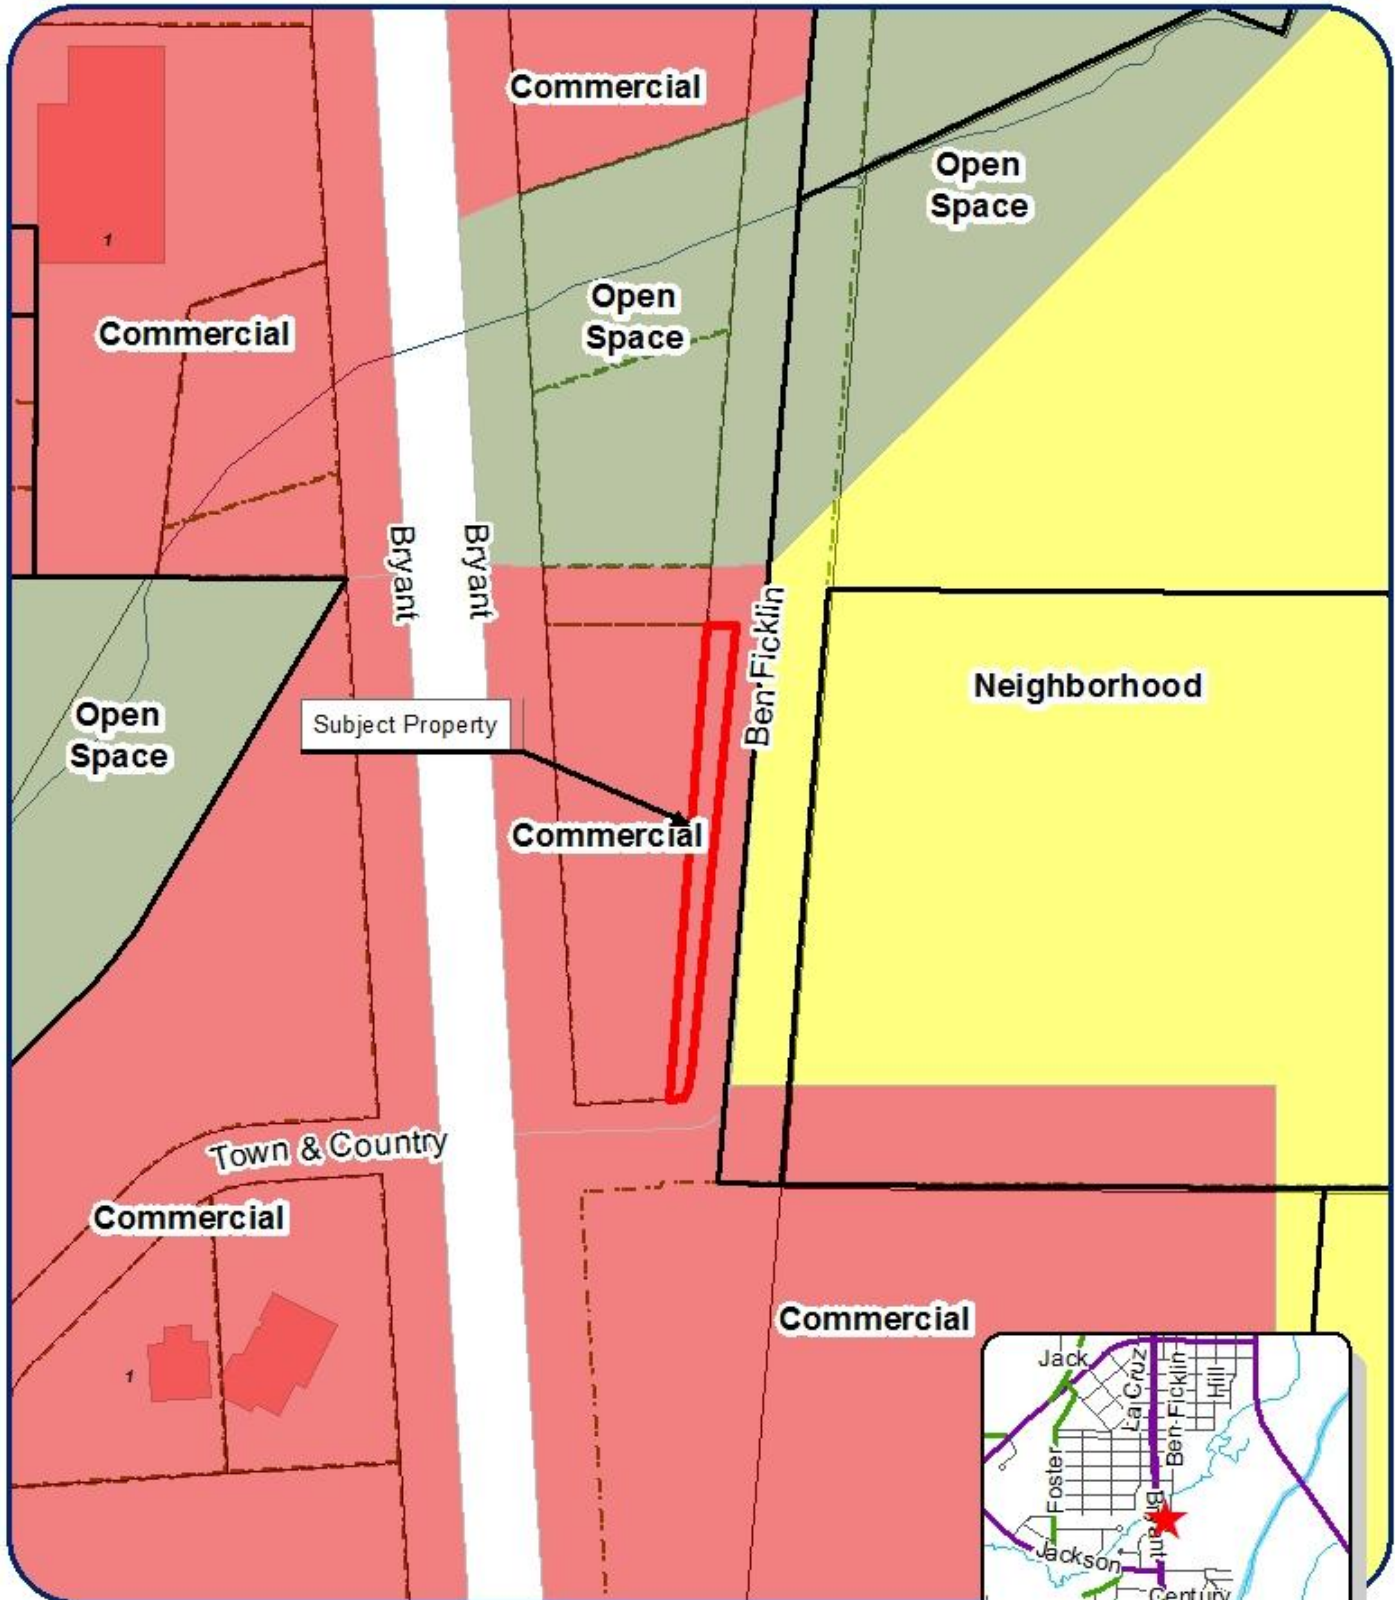 Commercial
Open
Space
1
Open
Space
Commercial
Bryant
Bryant
Ben Ficklin
Neighborhood
Open
Space
Subject Property
Commercial
Town & Country
Commercial
Commercial
1
Jack
La Cruz
Ben Ficklin
Hill
Foster
Bryant
Jackson
Century